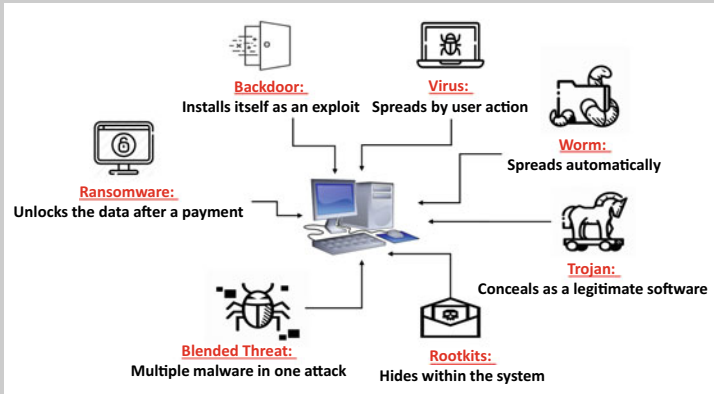 Backdoor:
Installs itself as an exploit
Virus:
Spreads by user action
Worm:
Spreads automatically
Ransomware:
Unlocks the data after a payment
Trojan:
Conceals as a legitimate software
Blended Threat:
Multiple malware in one attack
Rootkits:
Hides within the system